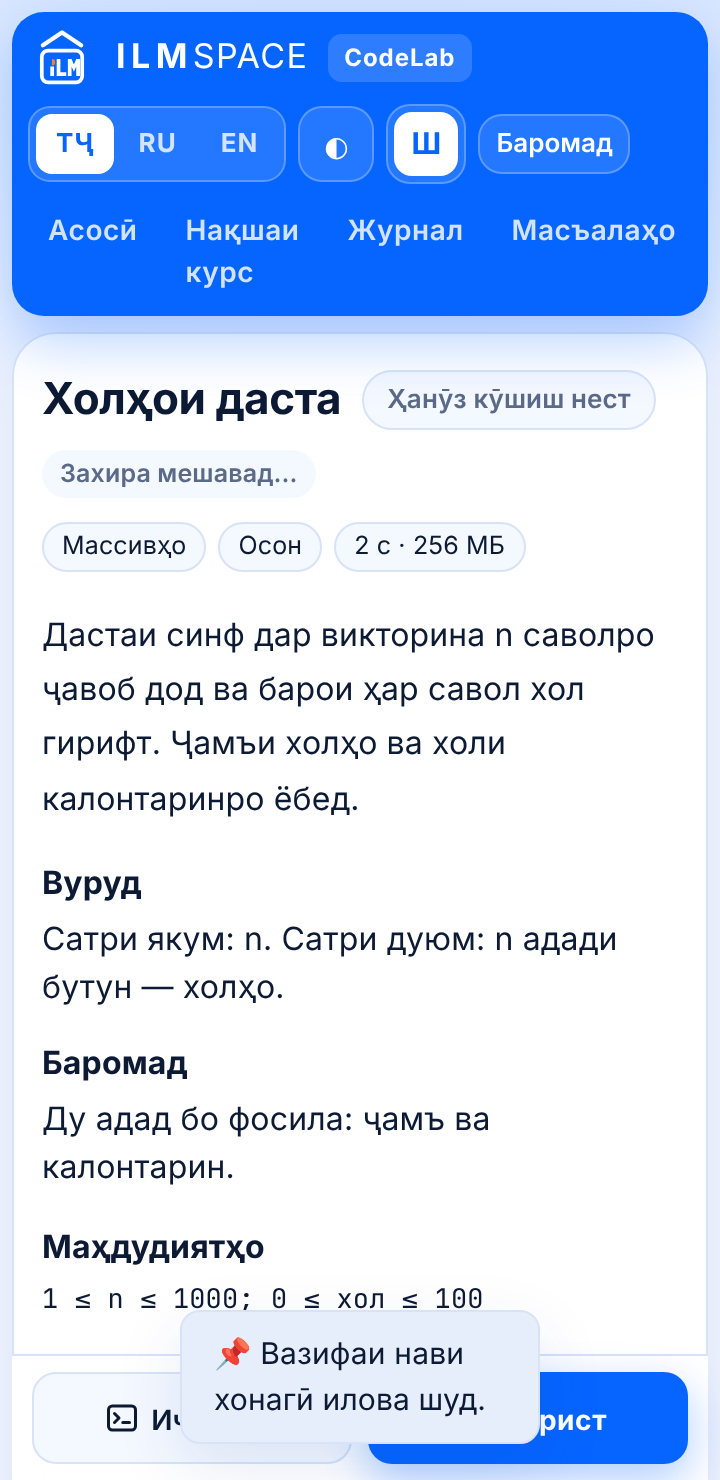 iLM ILMSPACE CodeLab
ТҶ RU EN Ш Баромад
Асосӣ Нақшаи курс Журнал Масъалаҳо
Холҳои даста Ҳанӯз кӯшиш нест
Захира мешавад...
Массивҳо Осон 2 с · 256 МБ
Дастаи синф дар викторина n саволро
ҷавоб дод ва барои ҳар савол хол
гирифт. Ҷамъи холҳо ва холи
калонтаринро ёбед.
Вуруд
Сатри якум: n. Сатри дуюм: n адади
бутун — холҳо.
Баромад
Ду адад бо фосила: ҷамъ ва
калонтарин.
Маҳдудиятҳо
1 ≤ n ≤ 1000; 0 ≤ хол ≤ 100
📌 Вазифаи нави
хонагӣ илова шуд.